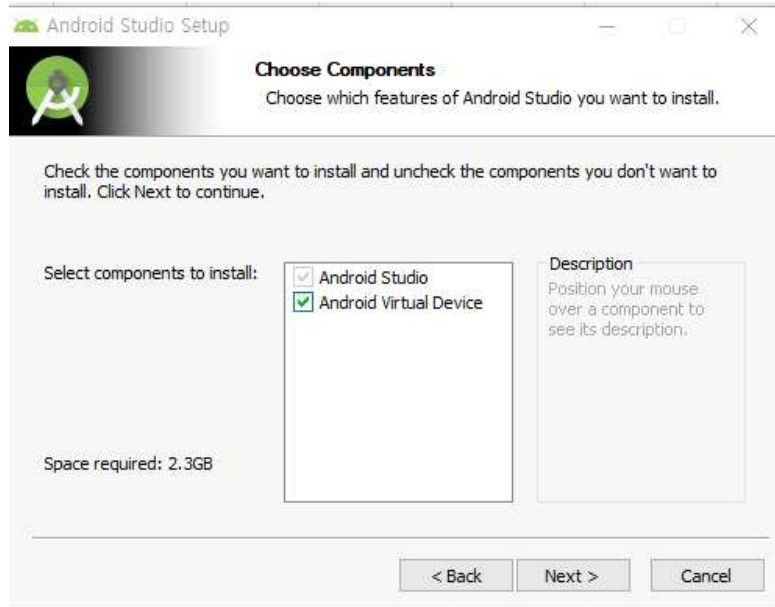 Android Studio Setup
Choose Components
Choose which features of Android Studio you want to install.
Check the components you want to install and uncheck the components you don't want to
install. Click Next to continue.
Select components to install:
Android Studio
Android Virtual Device
Description
Position your mouse
over a component to
see its description.
Space required: 2.3GB
< Back
Next >
Cancel